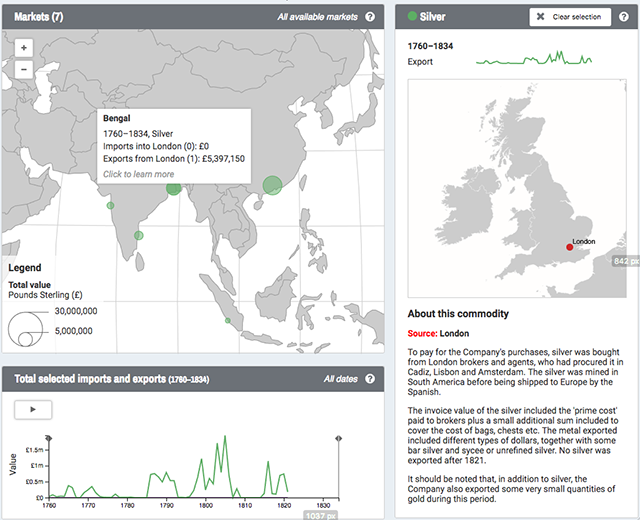 Markets (7)
All available markets
?
+
−
Bengal
1760–1834, Silver
Imports into London (0): £0
Exports from London (1): £5,397,150
Click to learn more
Legend
Total value
Pounds Sterling (£)
30,000,000
5,000,000
Total selected imports and exports (1760–1834)
All dates
?
Value
£1.5m
£1.0m
£0.5m
£0
1760
1770
1780
1790
1800
1810
1820
1830
1037 px
Silver
Clear selection
?
1760–1834
Export
London
842 px
About this commodity
Source: London
To pay for the Company's purchases, silver was bought
from London brokers and agents, who had procured it in
Cadiz, Lisbon and Amsterdam. The silver was mined in
South America before being shipped to Europe by the
Spanish.
The invoice value of the silver included the 'prime cost'
paid to brokers plus a small additional sum included to
cover the cost of bags, chests etc. The metal exported
included different types of dollars, together with some
bar silver and sycee or unrefined silver. No silver was
exported after 1821.
It should be noted that, in addition to silver, the
Company also exported some very small quantities of
gold during this period.